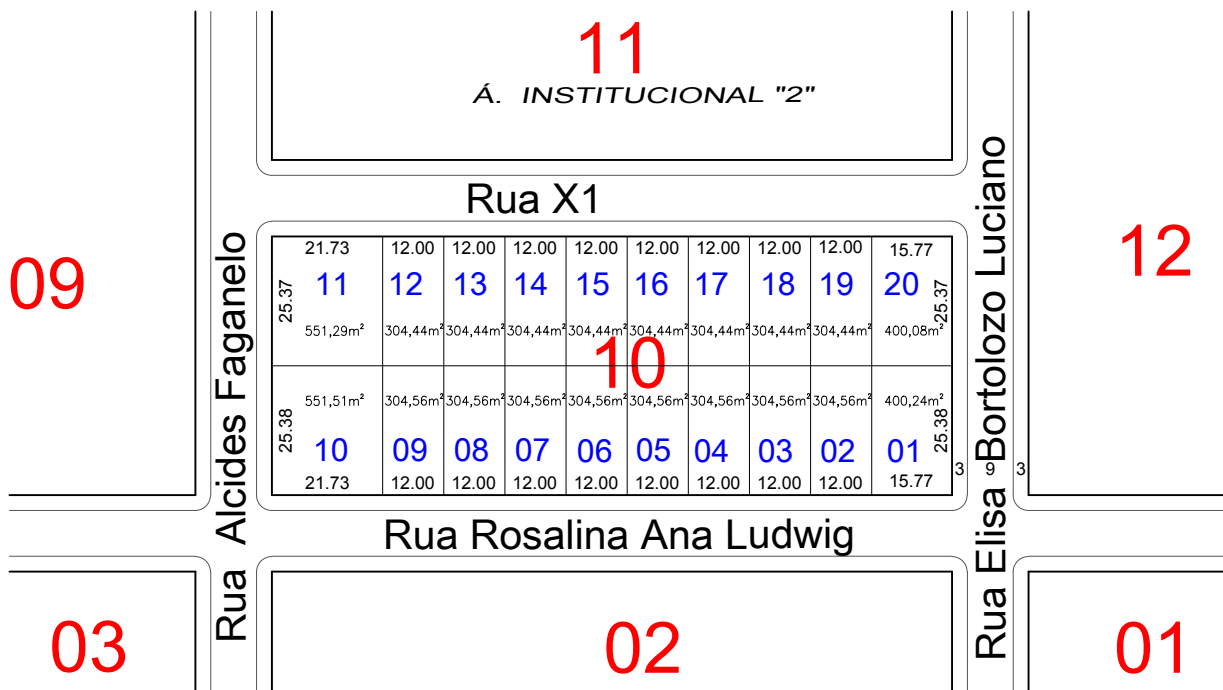 11
Á. INSTITUCIONAL "2"
Rua X1
09
12
Rua Alcides Faganelo
Rua Elisa Bortolozo Luciano
21.73 12.00 12.00 12.00 12.00 12.00 12.00 12.00 12.00 15.77
25.37 11 12 13 14 15 16 17 18 19 20 25.37
551,29m² 304,44m² 304,44m² 304,44m² 304,44m² 304,44m² 304,44m² 304,44m² 304,44m² 400,08m²
10
551,51m² 304,56m² 304,56m² 304,56m² 304,56m² 304,56m² 304,56m² 304,56m² 304,56m² 400,24m²
25.38 10 09 08 07 06 05 04 03 02 01 25.38
3 9 3
21.73 12.00 12.00 12.00 12.00 12.00 12.00 12.00 12.00 15.77
Rua Rosalina Ana Ludwig
03
02
01